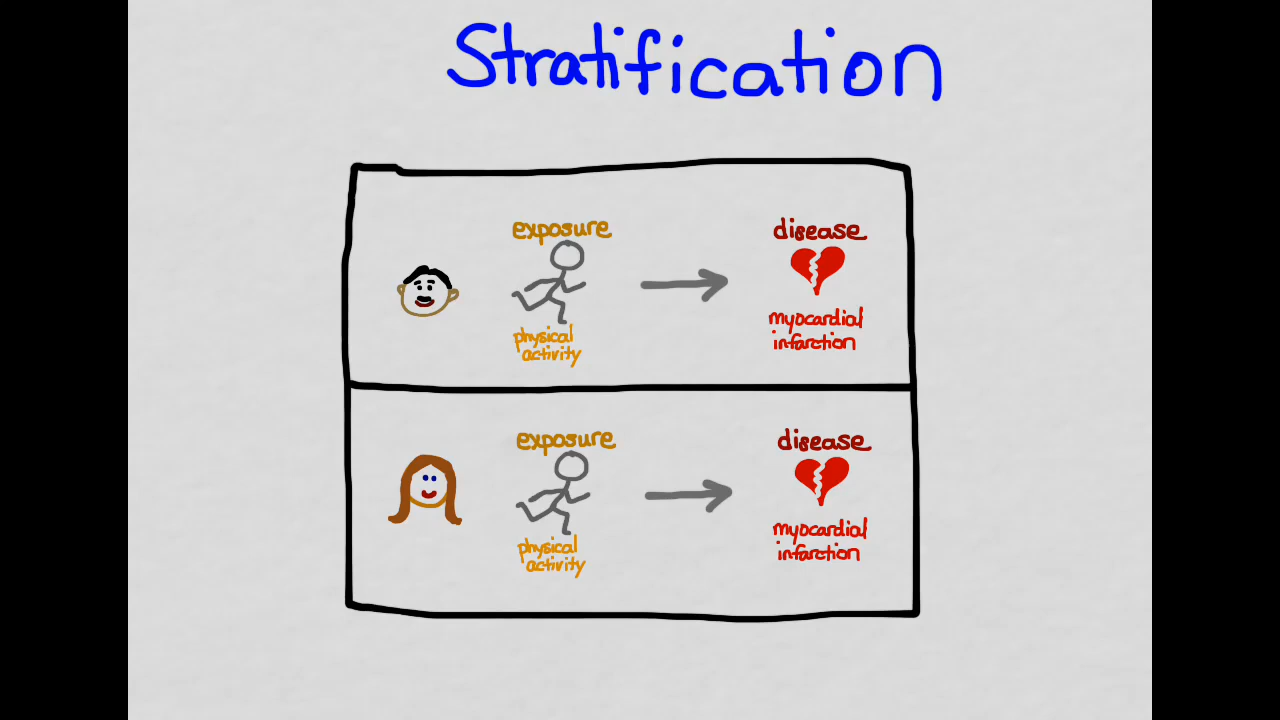 Stratification
exposure
disease
physical
activity
myocardial
infarction
exposure
disease
physical
activity
myocardial
infarction